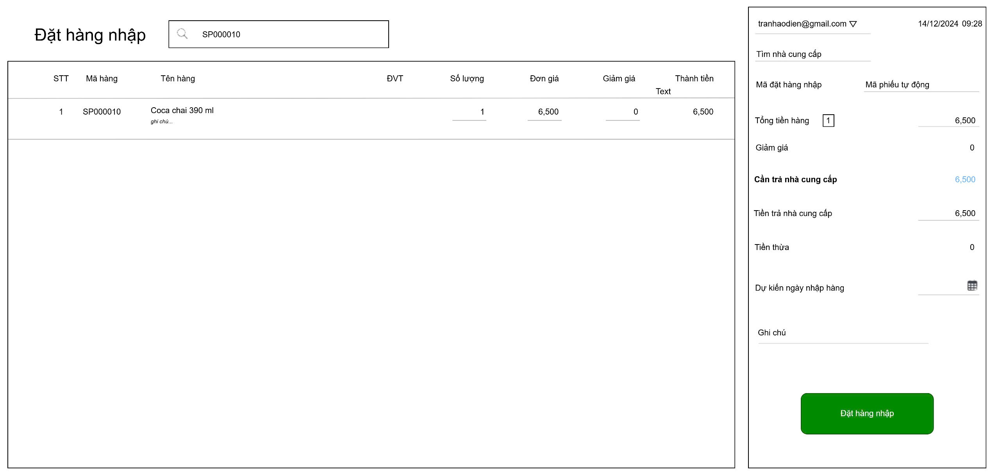 Đặt hàng nhập
SP000010
STT Mã hàng Tên hàng ĐVT Số lượng Đơn giá Giảm giá Thành tiền
Text
1 SP000010 Coca chai 390 ml 1 6,500 0 6,500
ghi chú...
tranhaodien@gmail.com 14/12/2024 09:28
Tìm nhà cung cấp
Mã đặt hàng nhập Mã phiếu tự động
Tổng tiền hàng 1 6,500
Giảm giá 0
Cần trả nhà cung cấp 6,500
Tiền trả nhà cung cấp 6,500
Tiền thừa 0
Dự kiến ngày nhập hàng
Ghi chú
Đặt hàng nhập